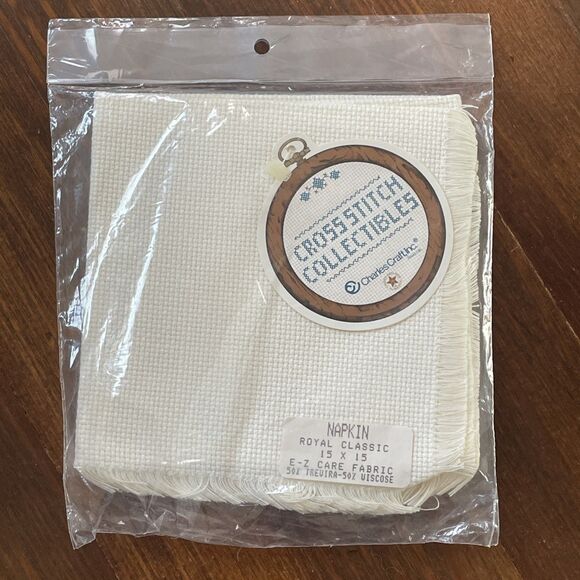 CROSS STITCH
COLLECTIBLES
Charles Craft, Inc.®
NAPKIN
ROYAL CLASSIC
15 X 15
E-Z CARE FABRIC
50% TREVIRA-50% VISCOSE